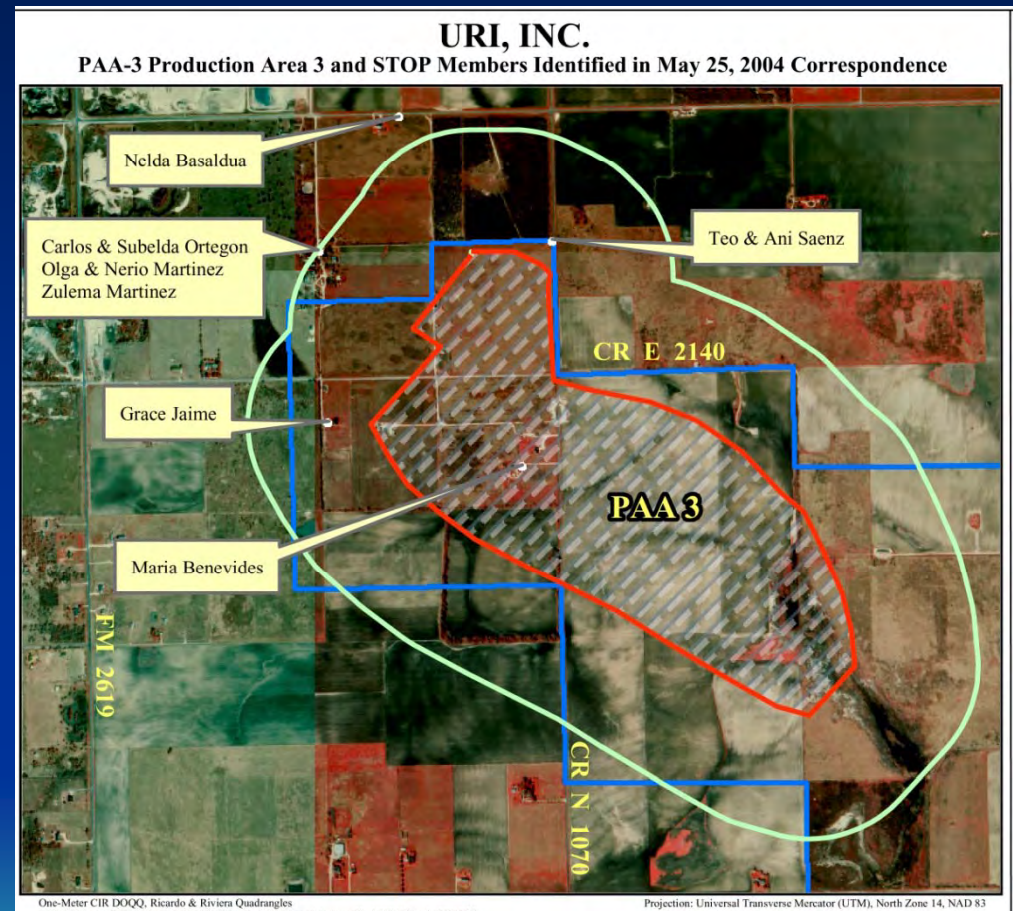 URI, INC.
PAA-3 Production Area 3 and STOP Members Identified in May 25, 2004 Correspondence
Nelda Basaldua
Carlos & Subelda Ortegon
Olga & Nerio Martinez
Zulema Martinez
Teo & Ani Saenz
CR E 2140
Grace Jaime
PAA 3
Maria Benevides
FM 2619
CR N 1070
One-Meter CIR DOQQ, Ricardo & Riviera Quadrangles
Projection: Universal Transverse Mercator (UTM), North Zone 14, NAD 83